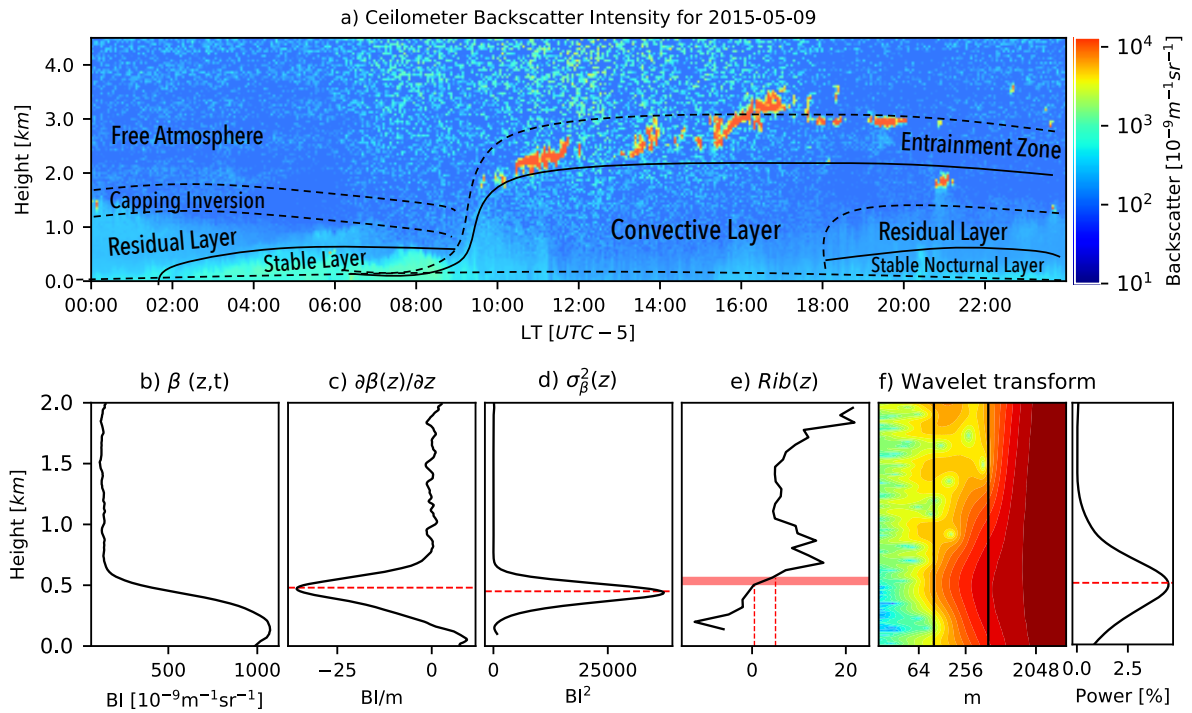 a) Ceilometer Backscatter Intensity for 2015-05-09
Height [km]
4.0
3.0
2.0
1.0
0.0
Free Atmosphere
Capping Inversion
Residual Layer
Stable Layer
Convective Layer
Entrainment Zone
Residual Layer
Stable Nocturnal Layer
00:00 02:00 04:00 06:00 08:00 10:00 12:00 14:00 16:00 18:00 20:00 22:00
LT [UTC − 5]
10⁴
10³
10²
10¹
Backscatter [10⁻⁹m⁻¹sr⁻¹]
b) β (z,t) c) ∂β(z)/∂z d) σ²β(z) e) Rib(z) f) Wavelet transform
Height [km]
2.0
1.5
1.0
0.5
0.0
500 1000 −25 0 0 25000 0 20 64 256 2048 0.0 2.5
BI [10⁻⁹m⁻¹sr⁻¹] BI/m BI² m Power [%]